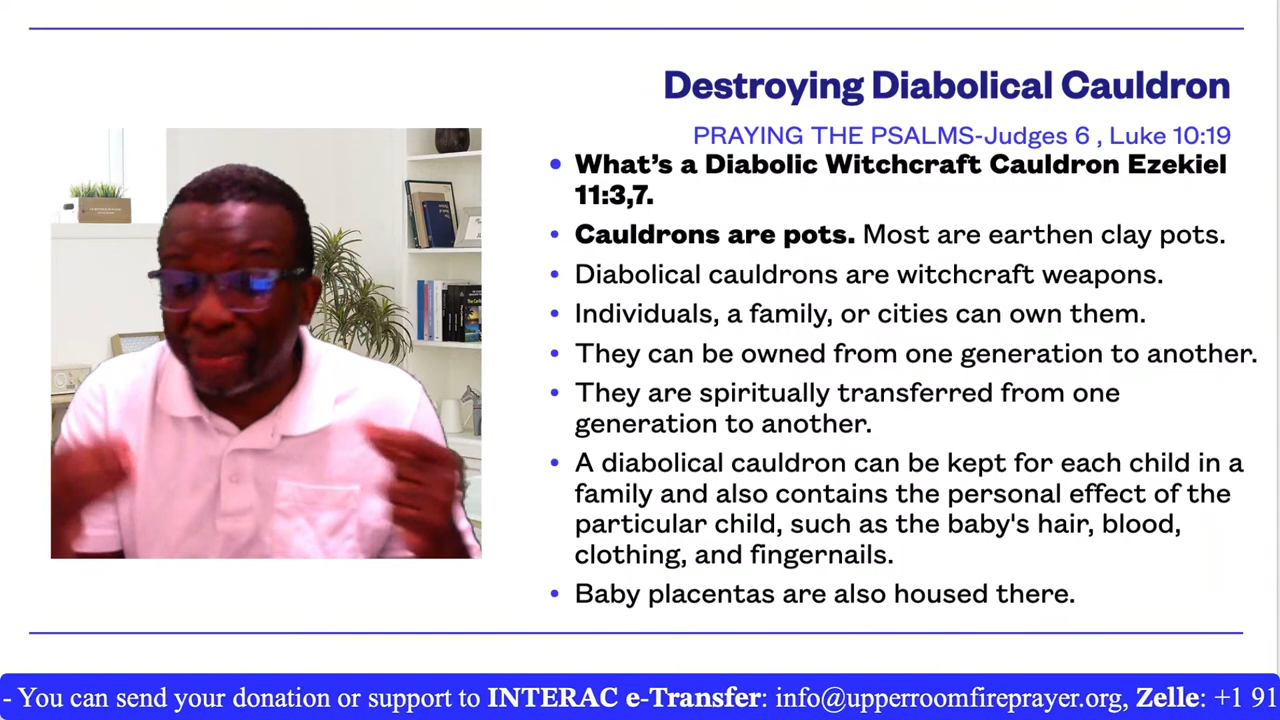 Destroying Diabolical Cauldron
PRAYING THE PSALMS-Judges 6 , Luke 10:19
• What's a Diabolic Witchcraft Cauldron Ezekiel
11:3,7.
• Cauldrons are pots. Most are earthen clay pots.
• Diabolical cauldrons are witchcraft weapons.
• Individuals, a family, or cities can own them.
• They can be owned from one generation to another.
• They are spiritually transferred from one
generation to another.
• A diabolical cauldron can be kept for each child in a
family and also contains the personal effect of the
particular child, such as the baby's hair, blood,
clothing, and fingernails.
• Baby placentas are also housed there.
- You can send your donation or support to INTERAC e-Transfer: info@upperroomfireprayer.org, Zelle: +1 91